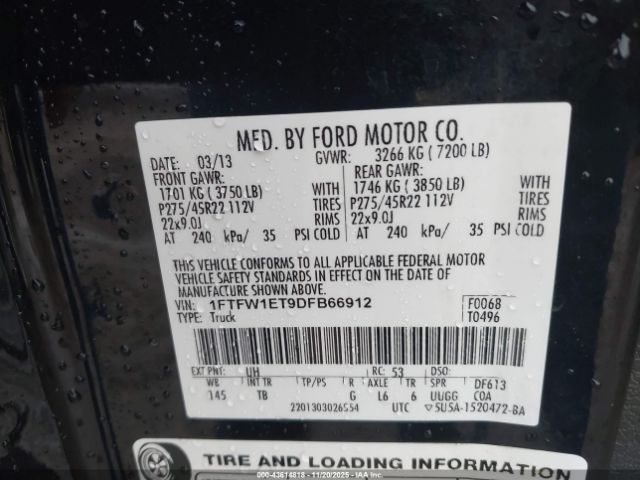 MFD. BY FORD MOTOR CO.
DATE: 03/13 GVWR: 3266 KG ( 7200 LB)
FRONT GAWR: REAR GAWR:
1701 KG ( 3750 LB) WITH 1746 KG ( 3850 LB) WITH
P275/45R22 112V TIRES P275/45R22 112V TIRES
22x9.0J RIMS 22x9.0J RIMS
AT 240 kPa/ 35 PSI COLD AT 240 kPa/ 35 PSI COLD
THIS VEHICLE CONFORMS TO ALL APPLICABLE FEDERAL MOTOR
VEHICLE SAFETY STANDARDS IN EFFECT ON THE DATE OF
MANUFACTURE SHOWN ABOVE.
VIN: 1FTFW1ET9DFB66912 F0068
TYPE: Truck T0496
EXT PNT: UH RC: 53 DSO:
WB INT TR TP/PS R AXLE TR SPR DF613
145 TB G L6 6 UUGG COA
2201303026554 UTC ▽5U5A-1520472-BA
TIRE AND LOADING INFORMATION
-43614818 - 11/20/2025 - IAAI.COM